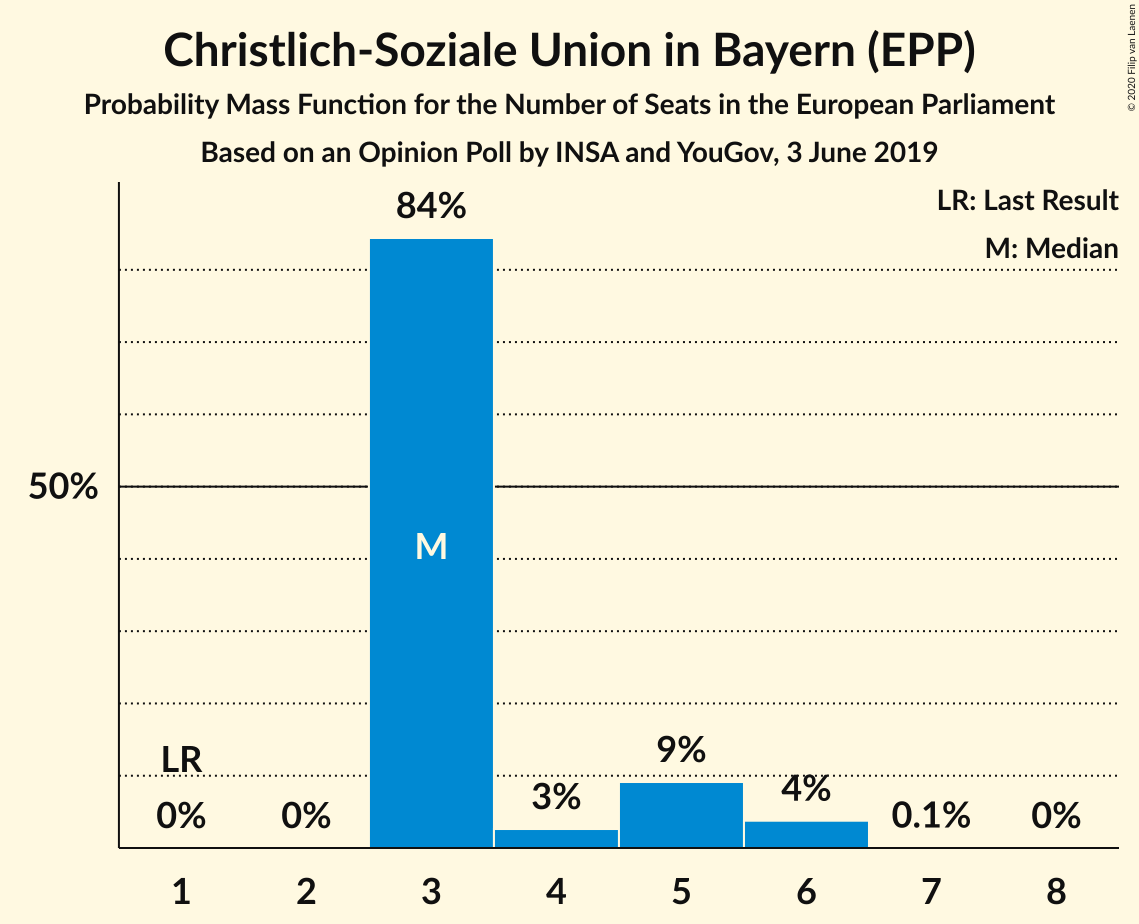 Christlich-Soziale Union in Bayern (EPP)
Probability Mass Function for the Number of Seats in the European Parliament
Based on an Opinion Poll by INSA and YouGov, 3 June 2019
© 2020 Filip van Laenen
LR: Last Result
M: Median
84%
50%
M
LR
0%
0%
3%
9%
4%
0.1%
0%
1 2 3 4 5 6 7 8